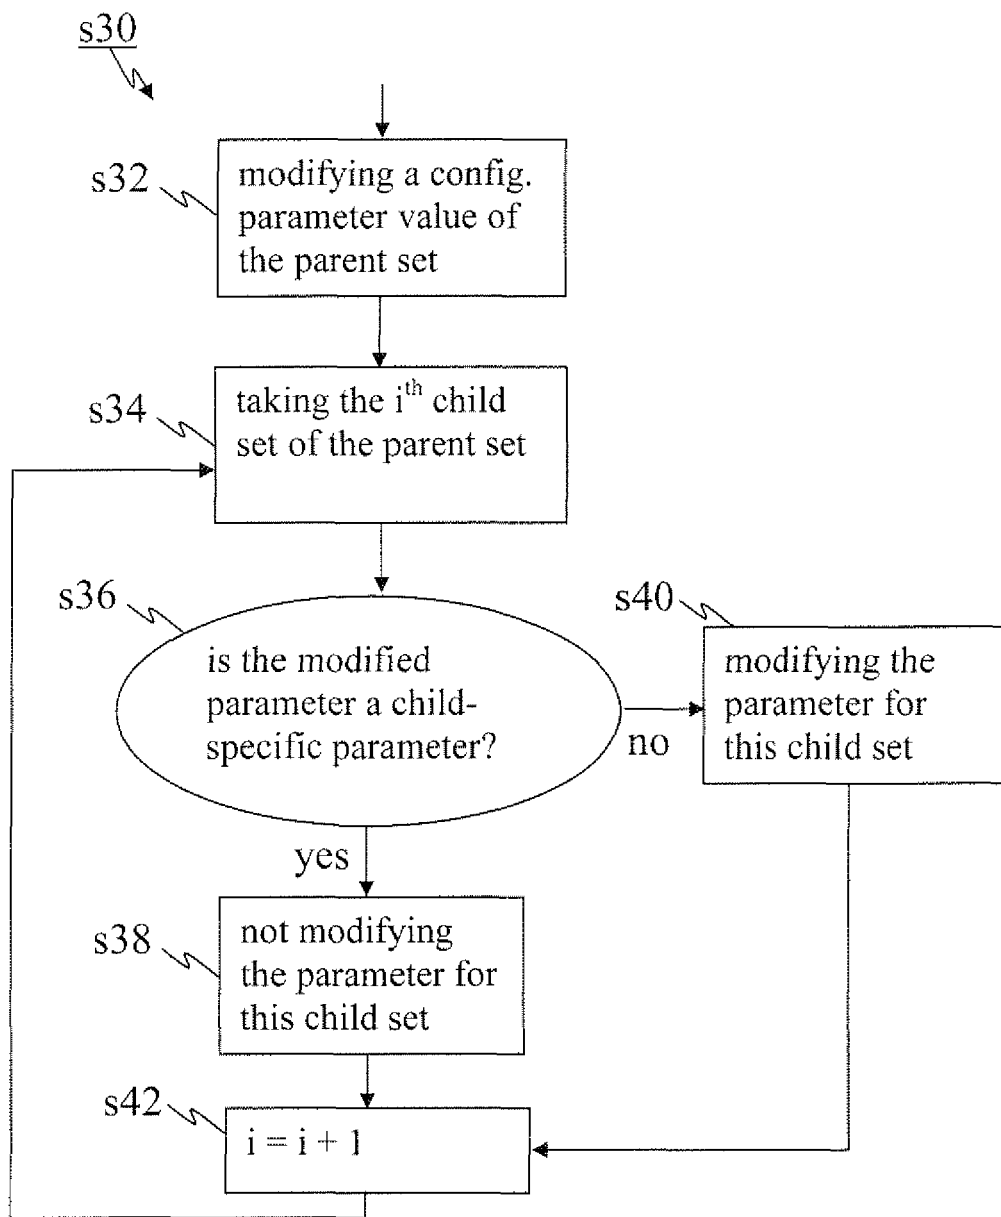 s30
s32
modifying a config.
parameter value of
the parent set
s34
taking the iᵗʰ child
set of the parent set
s36
is the modified
parameter a child-
specific parameter?
no
s40
modifying the
parameter for
this child set
yes
s38
not modifying
the parameter for
this child set
s42
i = i + 1